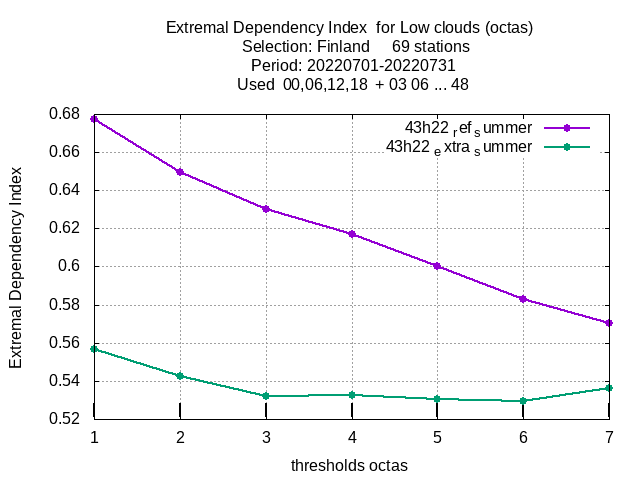 Extremal Dependency Index for Low clouds (octas)
Selection: Finland 69 stations
Period: 20220701-20220731
Used 00,06,12,18 + 03 06 ... 48
0.68
0.66
0.64
0.62
0.6
0.58
0.56
0.54
0.52
Extremal Dependency Index
43h22 ref summer
43h22 extra summer
1 2 3 4 5 6 7
thresholds octas